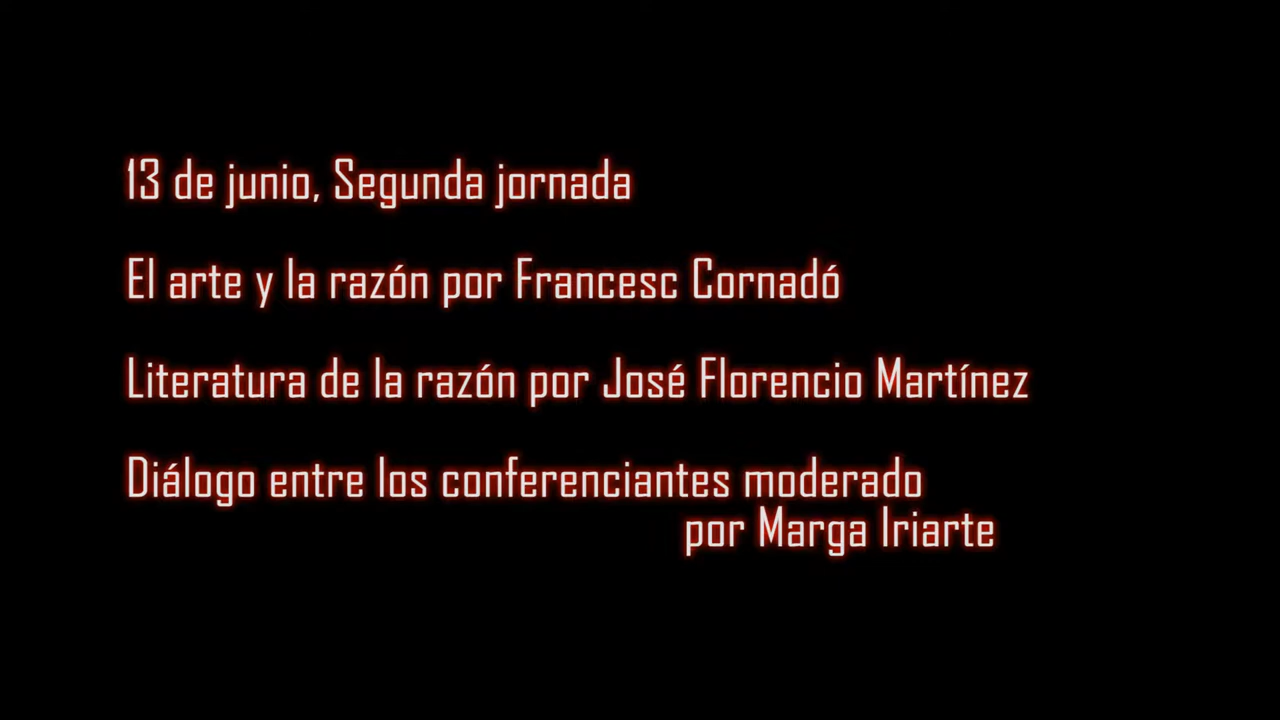 13 de junio, Segunda jornada
El arte y la razón por Francesc Cornadó
Literatura de la razón por José Florencio Martínez
Diálogo entre los conferenciantes moderado
por Marga Iriarte